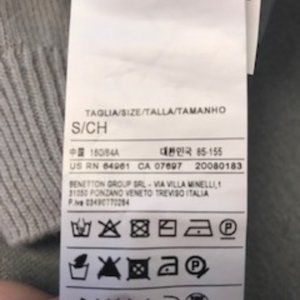 TAGLIA/SIZE/TALLA/TAMANHO
S/CH
中国 160/84A 대한민국 85-155
US RN 64961 CA 07697 20080183
BENETTON GROUP SRL - VIA VILLA MINELLI,1
31050 PONZANO VENETO TREVISO ITALIA
P.iva 03490770264